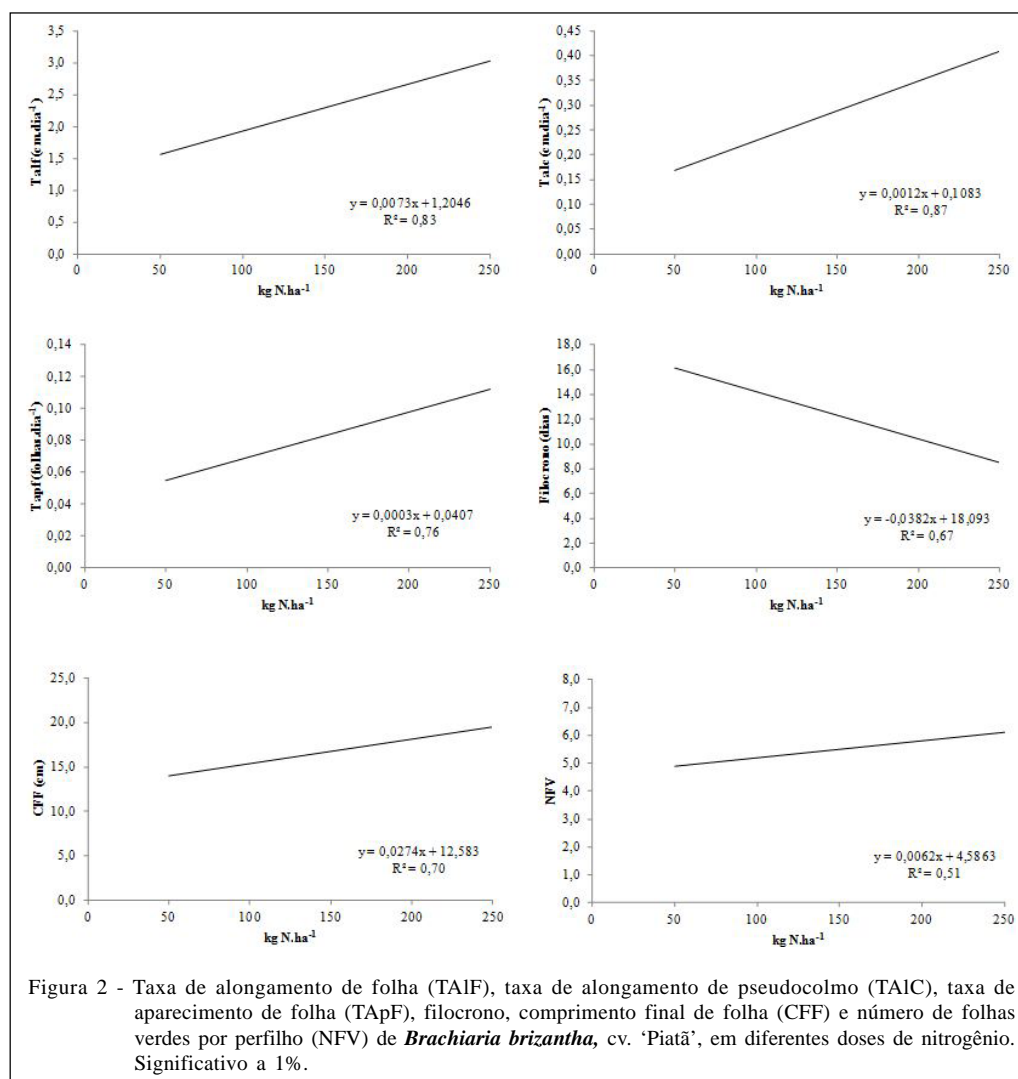 Talf (cm.dia-1)
3,5
3,0
2,5
2,0
1,5
1,0
0,5
0,0
y = 0,0073x + 1,2046
R² = 0,83
0 50 100 150 200 250
kg N.ha-1
Talc (cm.dia-1)
0,45
0,40
0,35
0,30
0,25
0,20
0,15
0,10
0,05
0,00
y = 0,0012x + 0,1083
R² = 0,87
0 50 100 150 200 250
kg N.ha-1
Tapf (folhas.dia-1)
0,14
0,12
0,10
0,08
0,06
0,04
0,02
0,00
y = 0,0003x + 0,0407
R² = 0,76
0 50 100 150 200 250
kg N.ha-1
Filocrono (dias)
18,0
16,0
14,0
12,0
10,0
8,0
6,0
4,0
2,0
0,0
y = -0,0382x + 18,093
R² = 0,67
0 50 100 150 200 250
kg N.ha-1
CFF (cm)
25,0
20,0
15,0
10,0
5,0
0,0
y = 0,0274x + 12,583
R² = 0,70
0 50 100 150 200 250
kg N.ha-1
NFV
8,0
7,0
6,0
5,0
4,0
3,0
2,0
1,0
0,0
y = 0,0062x + 4,5863
R² = 0,51
0 50 100 150 200 250
kg N.ha-1
Figura 2 - Taxa de alongamento de folha (TAlF), taxa de alongamento de pseudocolmo (TAlC), taxa de
aparecimento de folha (TApF), filocrono, comprimento final de folha (CFF) e número de folhas
verdes por perfilho (NFV) de Brachiaria brizantha, cv. ‘Piatã’, em diferentes doses de nitrogênio.
Significativo a 1%.